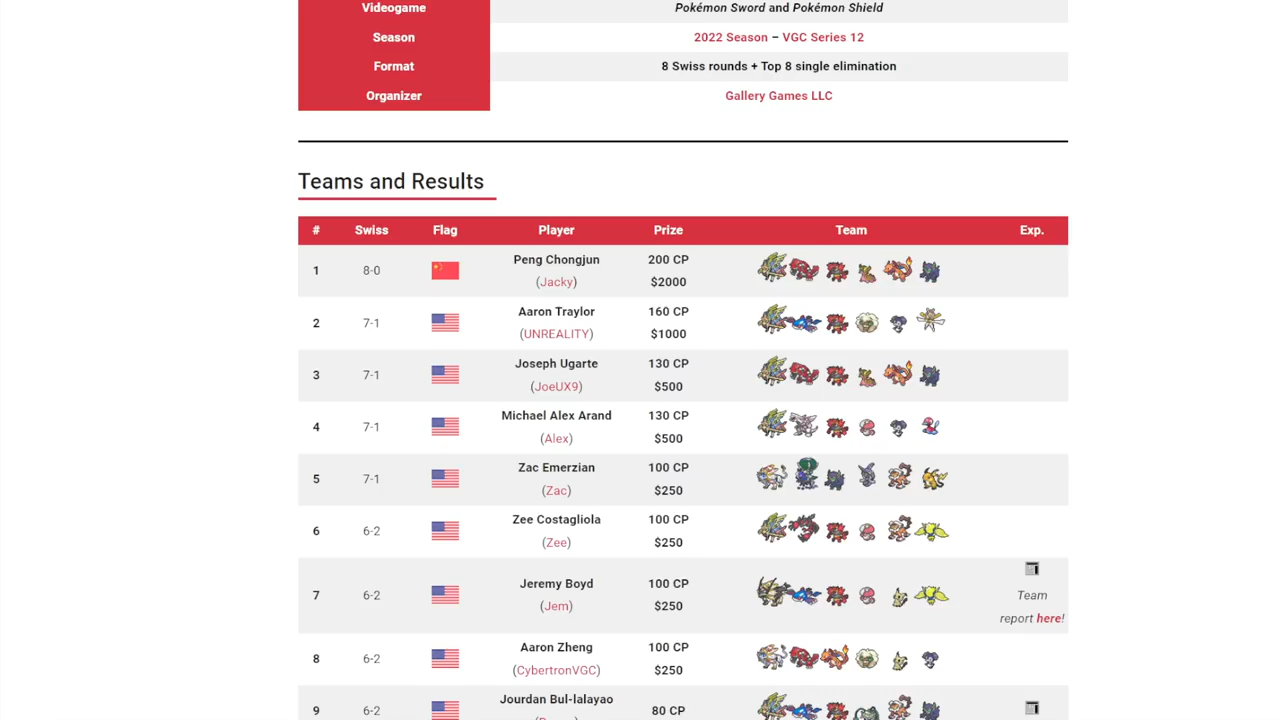 Videogame Pokémon Sword and Pokémon Shield
Season 2022 Season – VGC Series 12
Format 8 Swiss rounds + Top 8 single elimination
Organizer Gallery Games LLC
Teams and Results
# Swiss Flag Player Prize Team Exp.
1 8-0 Peng Chongjun 200 CP
(Jacky) $2000
2 7-1 Aaron Traylor 160 CP
(UNREALITY) $1000
3 7-1 Joseph Ugarte 130 CP
(JoeUX9) $500
4 7-1 Michael Alex Arand 130 CP
(Alex) $500
5 7-1 Zac Emerzian 100 CP
(Zac) $250
6 6-2 Zee Costagliola 100 CP
(Zee) $250
7 6-2 Jeremy Boyd 100 CP Team
(Jem) $250 report here!
8 6-2 Aaron Zheng 100 CP
(CybertronVGC) $250
9 6-2 Jourdan Bul-lalayao 80 CP